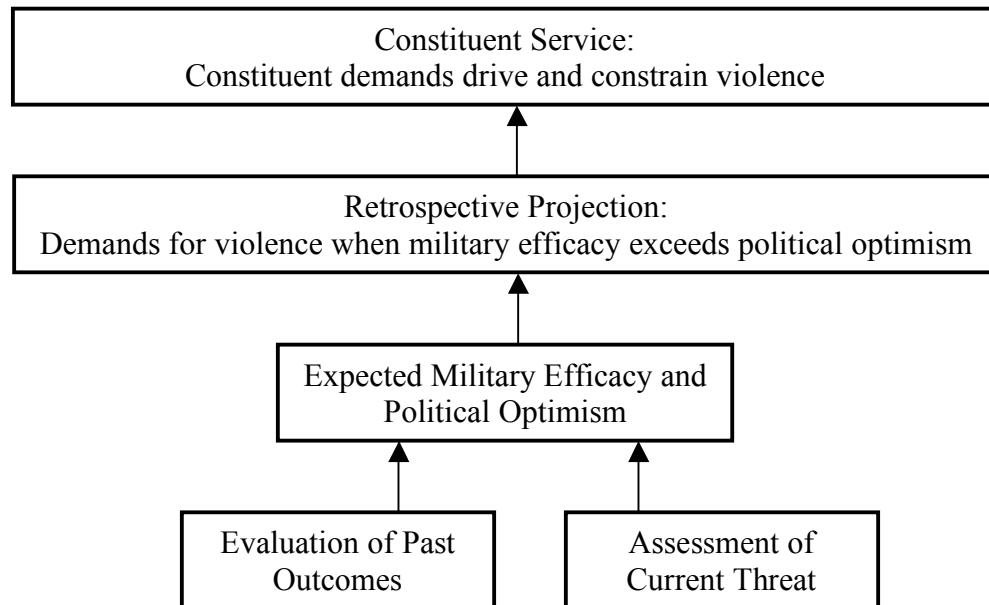 Constituent Service:
Constituent demands drive and constrain violence
Retrospective Projection:
Demands for violence when military efficacy exceeds political optimism
Expected Military Efficacy and
Political Optimism
Evaluation of Past
Outcomes
Assessment of
Current Threat